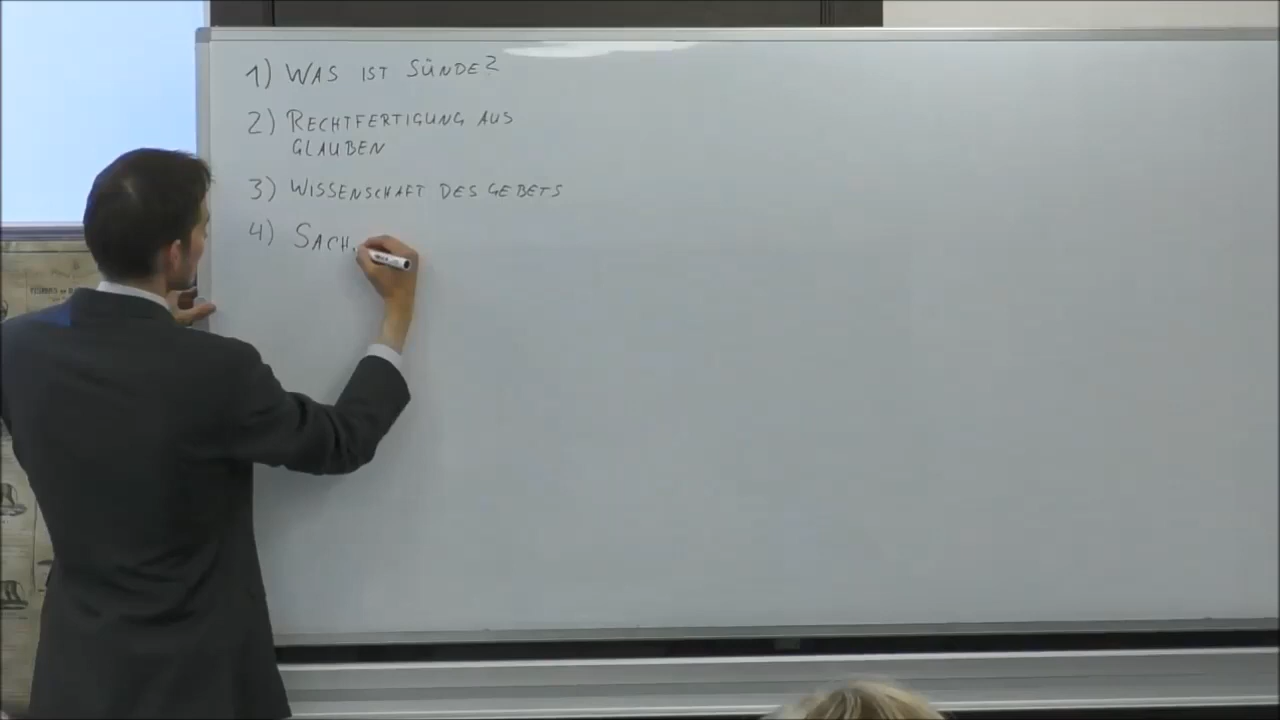 1) WAS IST SÜNDE?
2) RECHTFERTIGUNG AUS
GLAUBEN
3) WISSENSCHAFT DES GEBETS
4) SACH